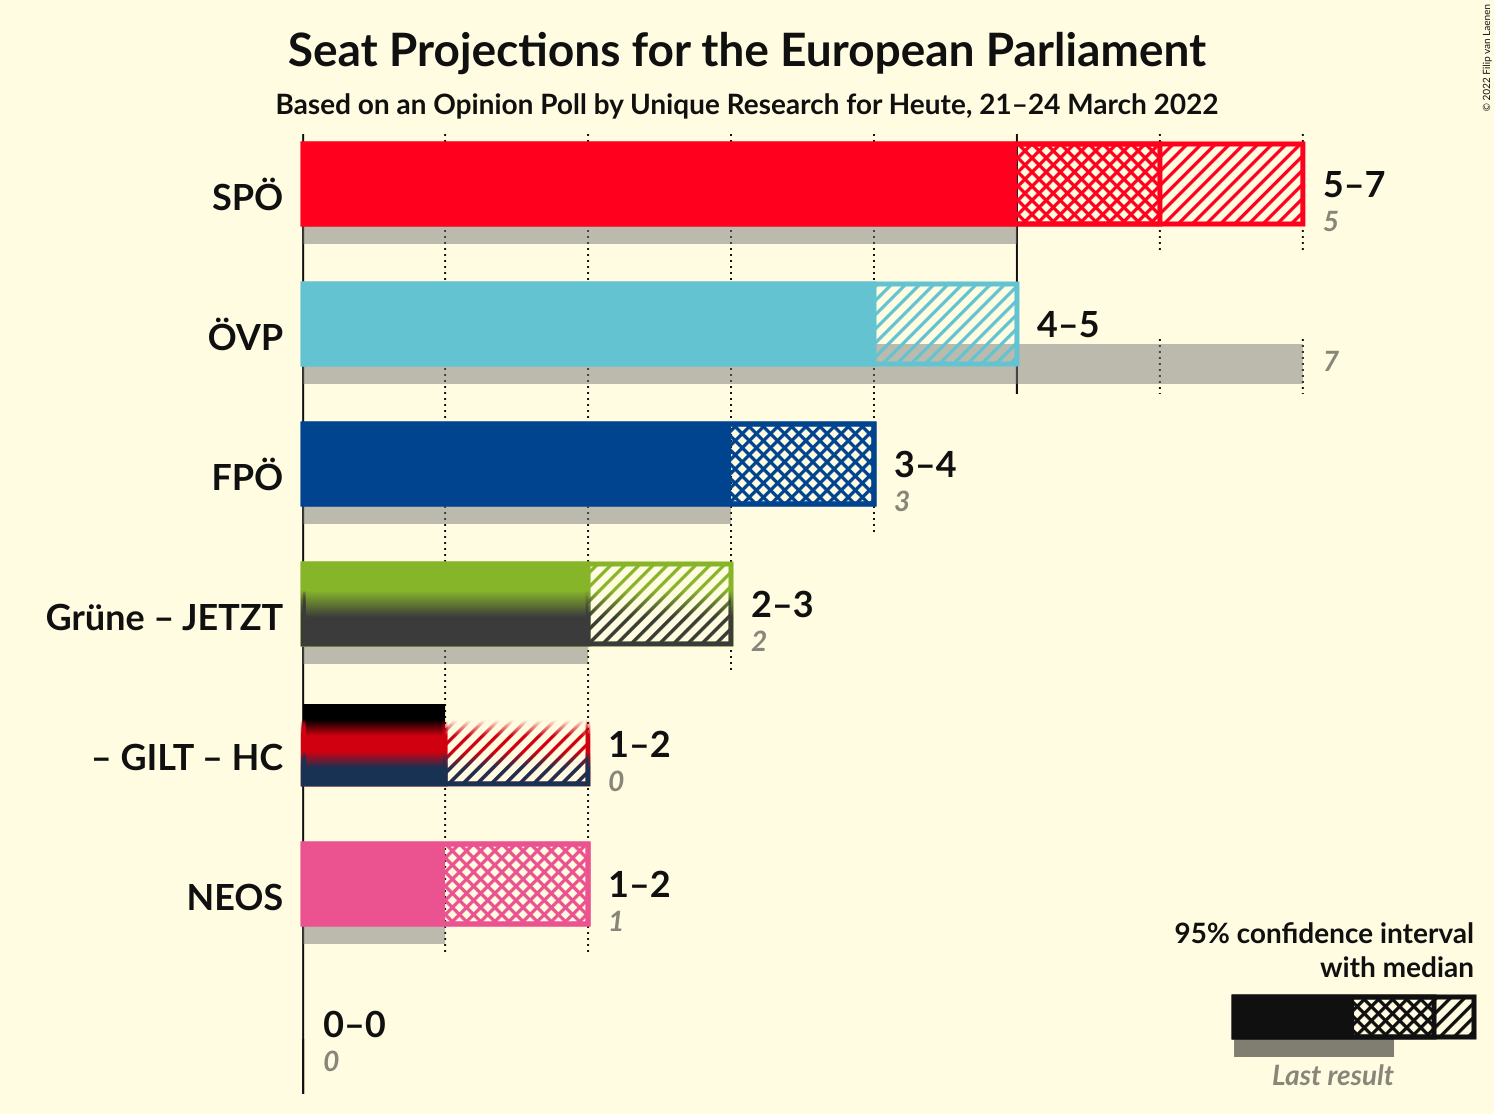 Seat Projections for the European Parliament
Based on an Opinion Poll by Unique Research for Heute, 21–24 March 2022
© 2022 Filip van Laenen
SPÖ
5–7
5
ÖVP
4–5
7
FPÖ
3–4
3
Grüne – JETZT
2–3
2
– GILT – HC
1–2
0
NEOS
1–2
1
0–0
0
95% confidence interval
with median
Last result